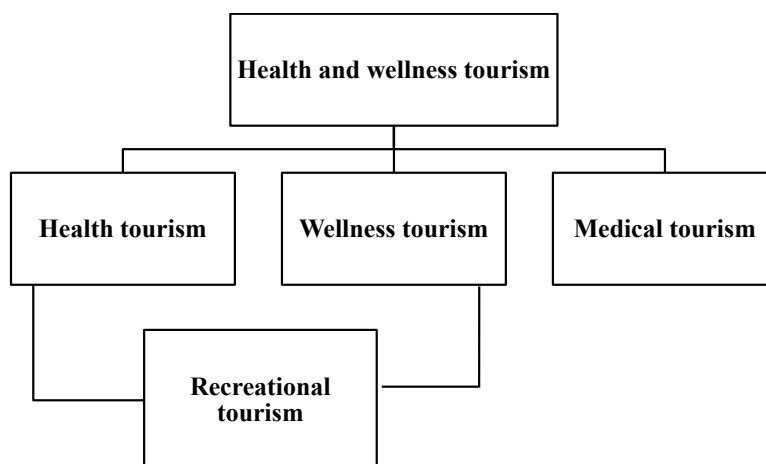 Health and wellness tourism
Health tourism
Wellness tourism
Medical tourism
Recreational
tourism